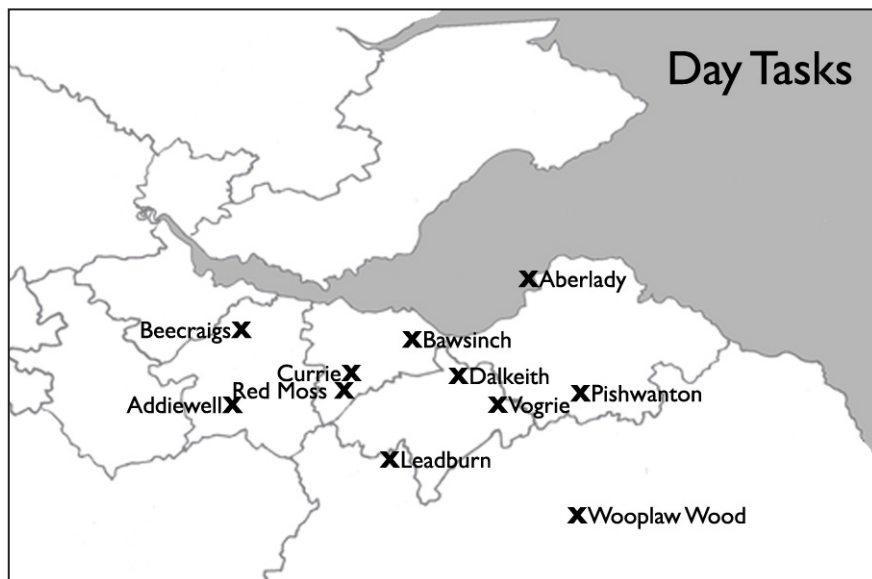 Day Tasks
Aberlady
Beecraigs
Bawsinch
Currie
Dalkeith
Red Moss
Pishwanton
Addiewell
Vogrie
Leadburn
Wooplaw Wood